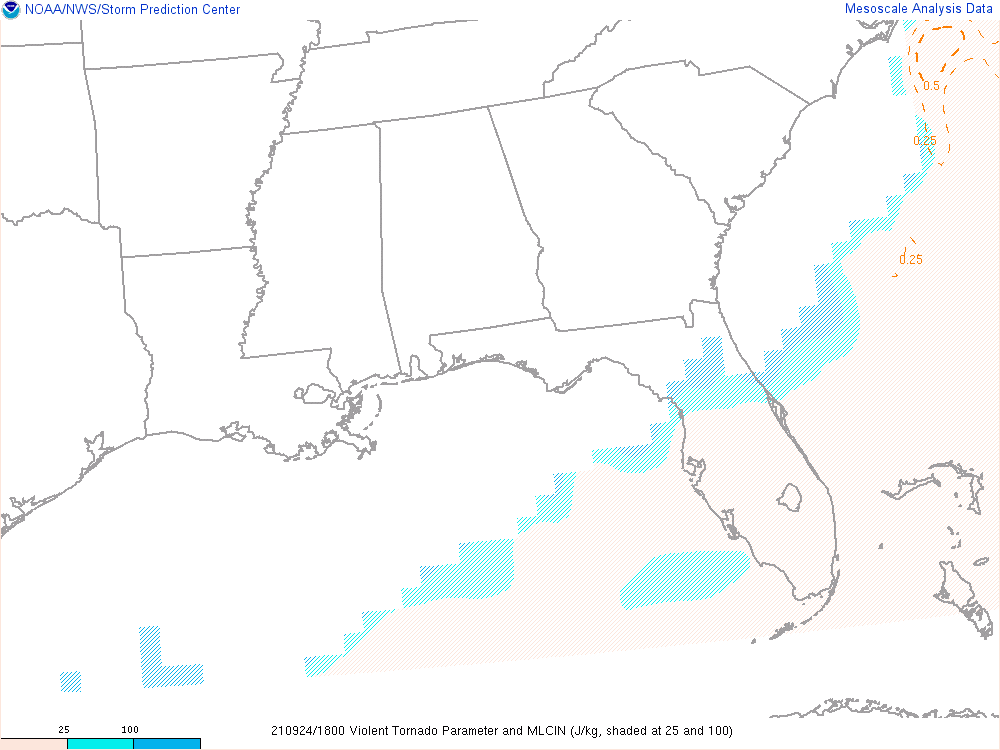 NOAA/NWS/Storm Prediction Center
Mesoscale Analysis Data
0.5
0.25
0.25
25 100
210924/1800 Violent Tornado Parameter and MLCIN (J/kg, shaded at 25 and 100)